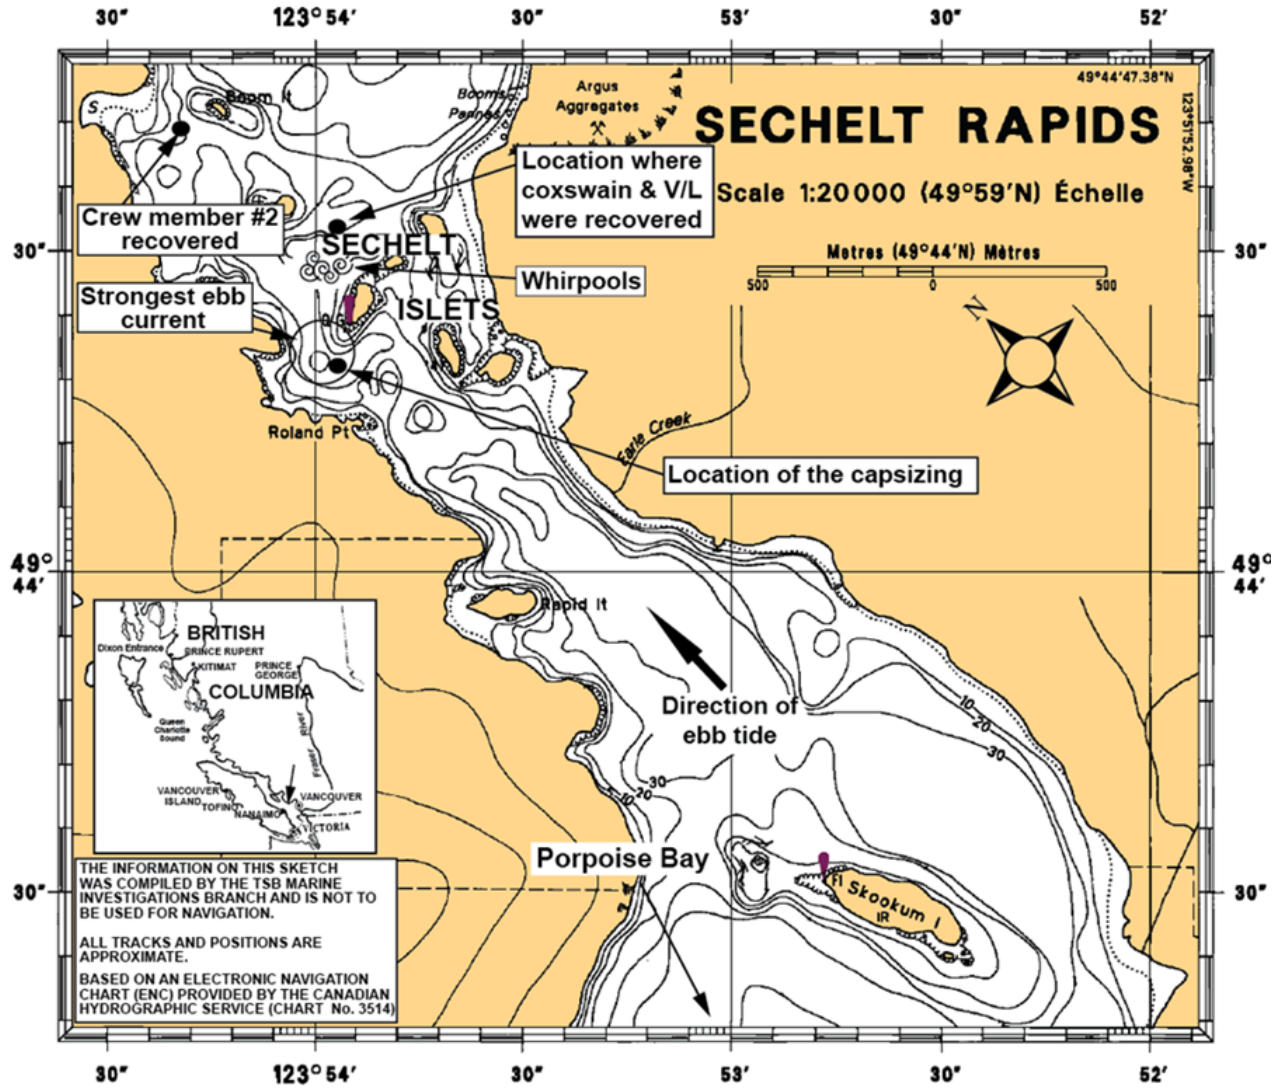 30″
123° 54′
30″
53′
30″
52′
49°44'47.38"N
123°51'52.98"W
S
Boom It
Booms
Pannes
Argus
Aggregates
SECHELT RAPIDS
Scale 1:20 000 (49°59'N) Échelle
Metres (49°44'N) Mètres
500
0
500
N
Location where
coxswain & V/L
were recovered
Crew member #2
recovered
SECHELT
ISLETS
Whirpools
30″
30″
Strongest ebb
current
Roland Pt
Earle Creek
Location of the capsizing
49°
44′
49°
44′
Rapid It
Direction of
ebb tide
10
20
30
30
5
10
20
BRITISH
COLUMBIA
Dixon Entrance
PRINCE RUPERT
KITIMAT
PRINCE
GEORGE
Queen
Charlotte
Sound
Fraser River
VANCOUVER
ISLAND
TOFINO
NANAIMO
VANCOUVER
VICTORIA
Porpoise Bay
Fl
Skookum I
IR
30″
30″
THE INFORMATION ON THIS SKETCH
WAS COMPILED BY THE TSB MARINE
INVESTIGATIONS BRANCH AND IS NOT TO
BE USED FOR NAVIGATION.
ALL TRACKS AND POSITIONS ARE
APPROXIMATE.
BASED ON AN ELECTRONIC NAVIGATION
CHART (ENC) PROVIDED BY THE CANADIAN
HYDROGRAPHIC SERVICE (CHART No. 3514)
30″
123° 54′
30″
53′
30″
52′